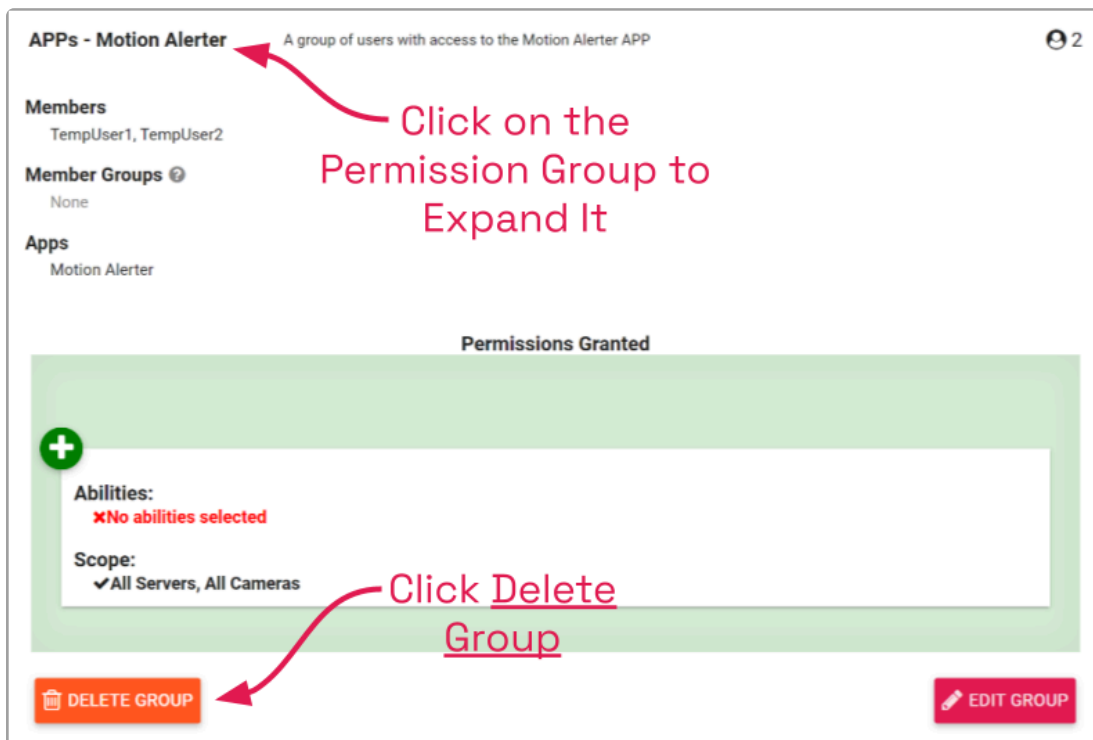 APPs - Motion Alerter A group of users with access to the Motion Alerter APP 2
Members
TempUser1, TempUser2
Click on the
Permission Group to
Expand It
Member Groups
None
Apps
Motion Alerter
Permissions Granted
Abilities:
No abilities selected
Scope:
All Servers, All Cameras
Click Delete
Group
DELETE GROUP
EDIT GROUP